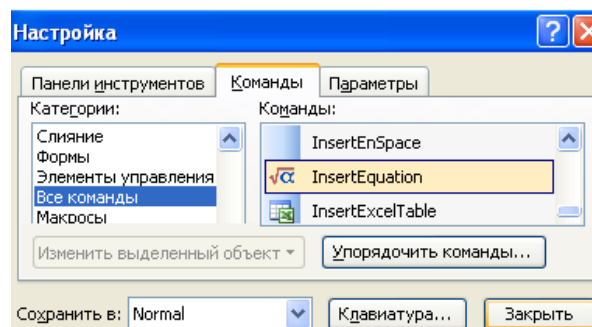 Настройка
Панели инструментов Команды Параметры
Категории: Команды:
Слияние
Формы
Элементы управления
Все команды
Макросы
InsertEnSpace
InsertEquation
InsertExcelTable
Изменить выделенный объект Упорядочить команды...
Сохранить в: Normal Клавиатура... Закрыть